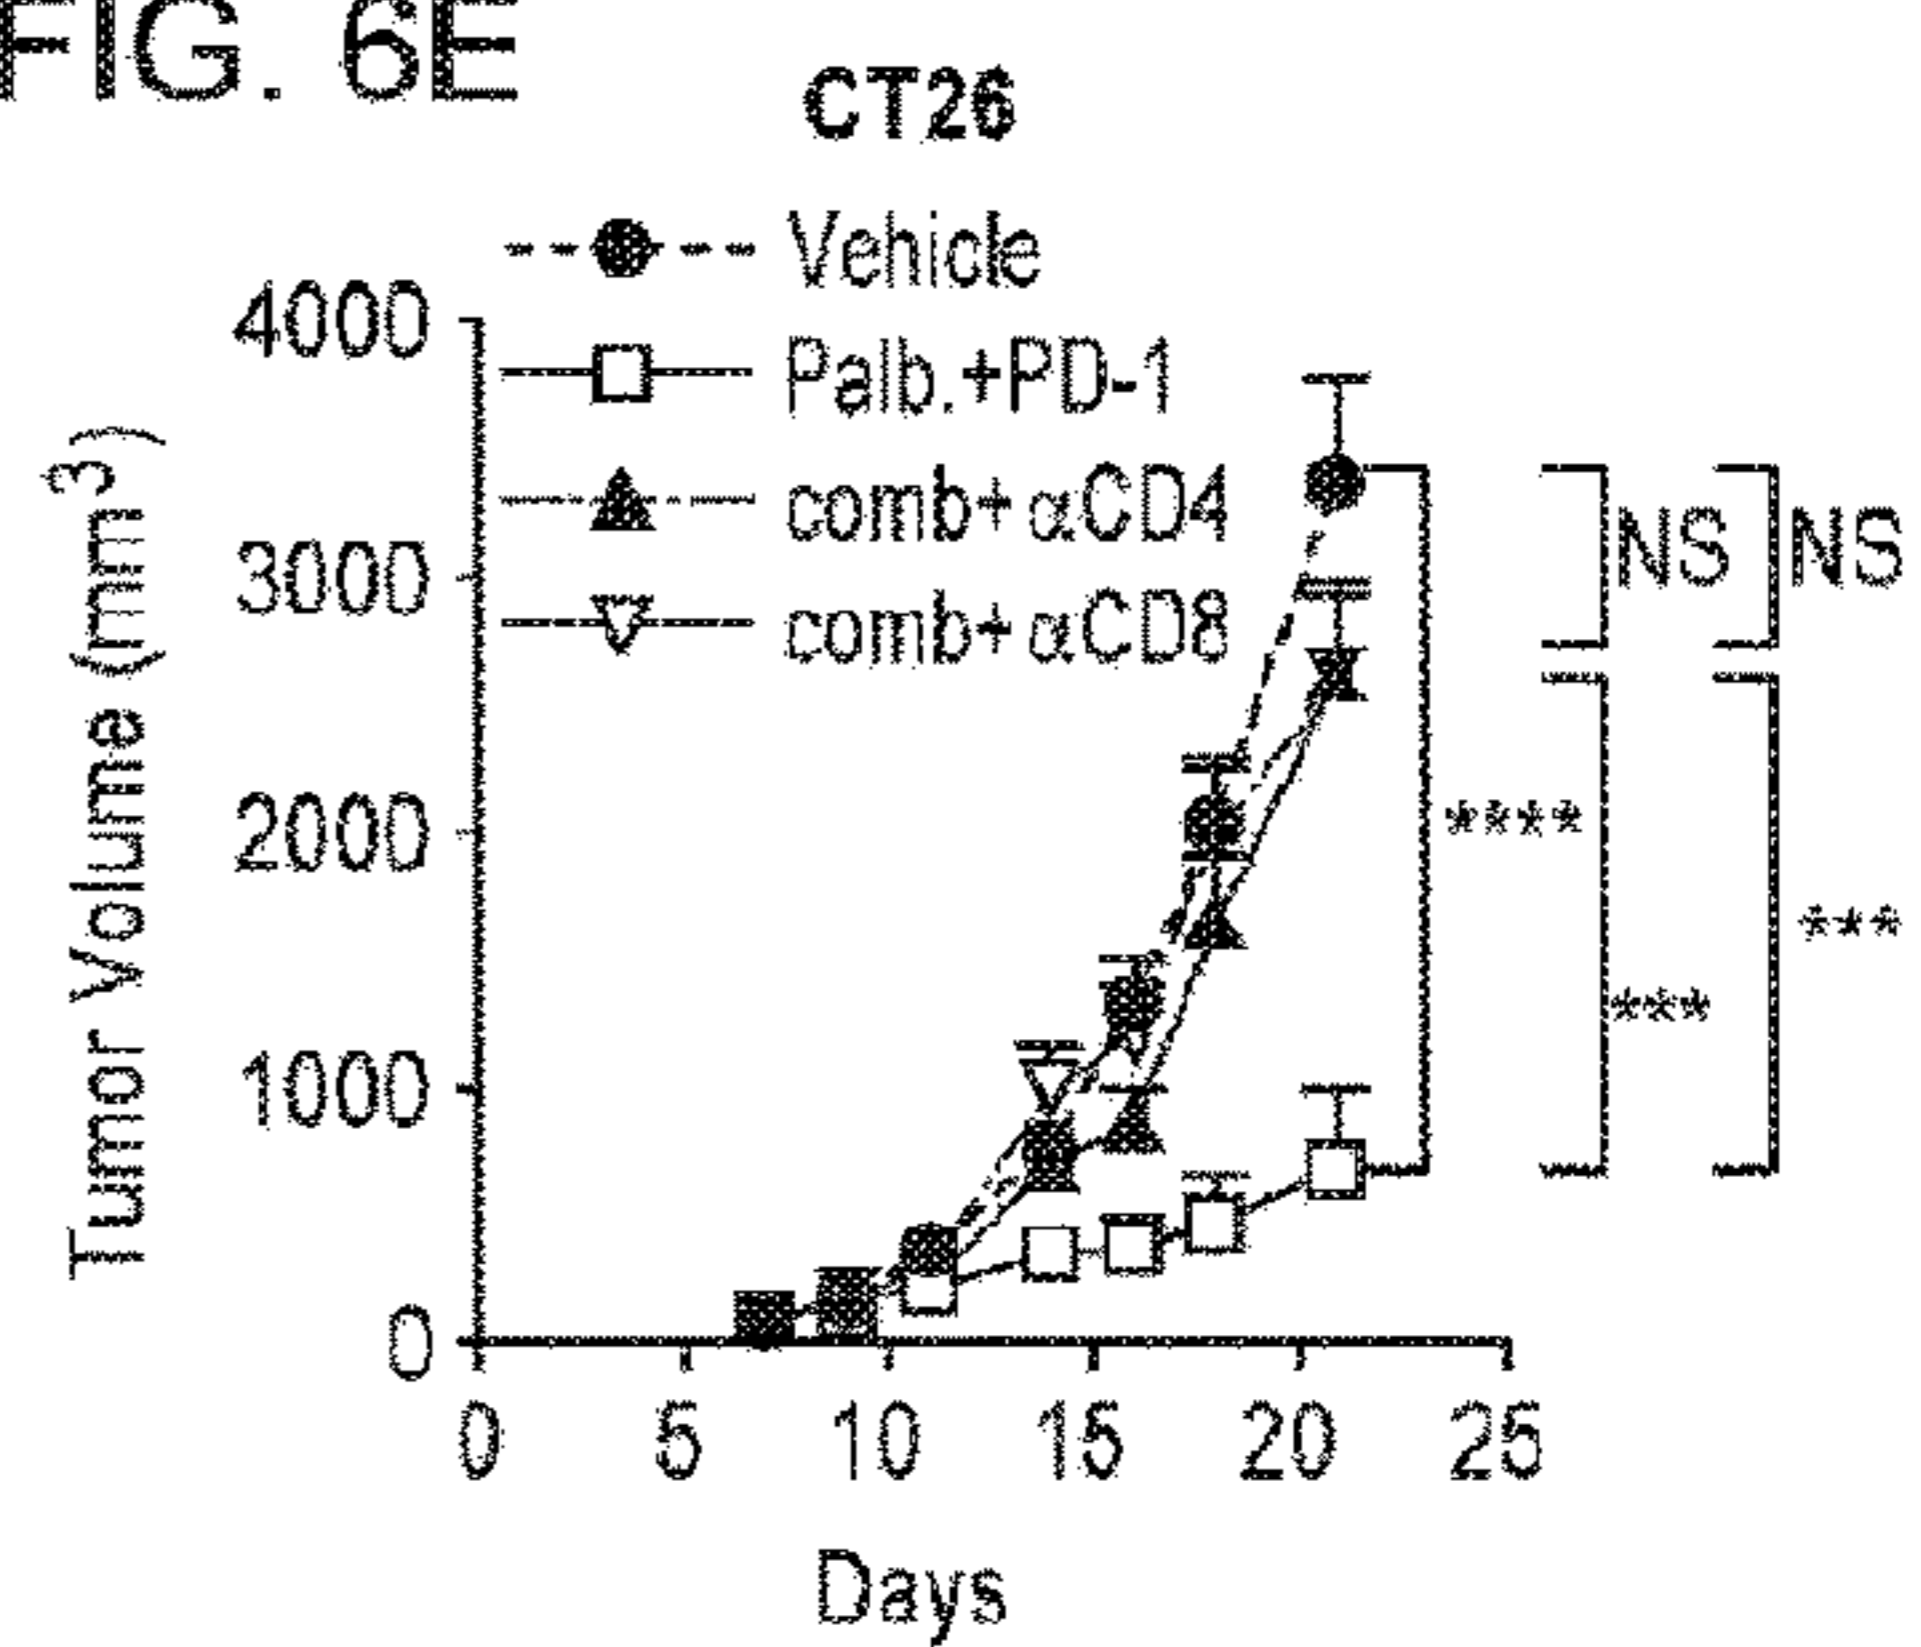 FIG. 6E
CT26
Vehicle
Palb.+PD-1
comb+αCD4
comb+αCD8
Tumor Volume (mm³)
4000
3000
2000
1000
0
0 5 10 15 20 25
Days
NS NS
****
***
***